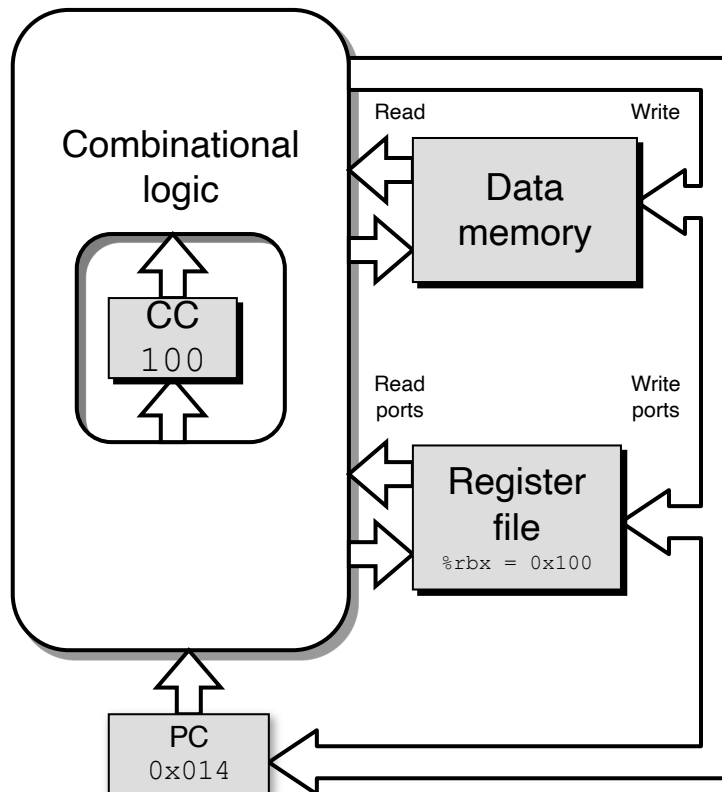 Combinational
logic
CC
100
Read
Write
Data
memory
Read
ports
Write
ports
Register
file
%rbx = 0x100
PC
0x014